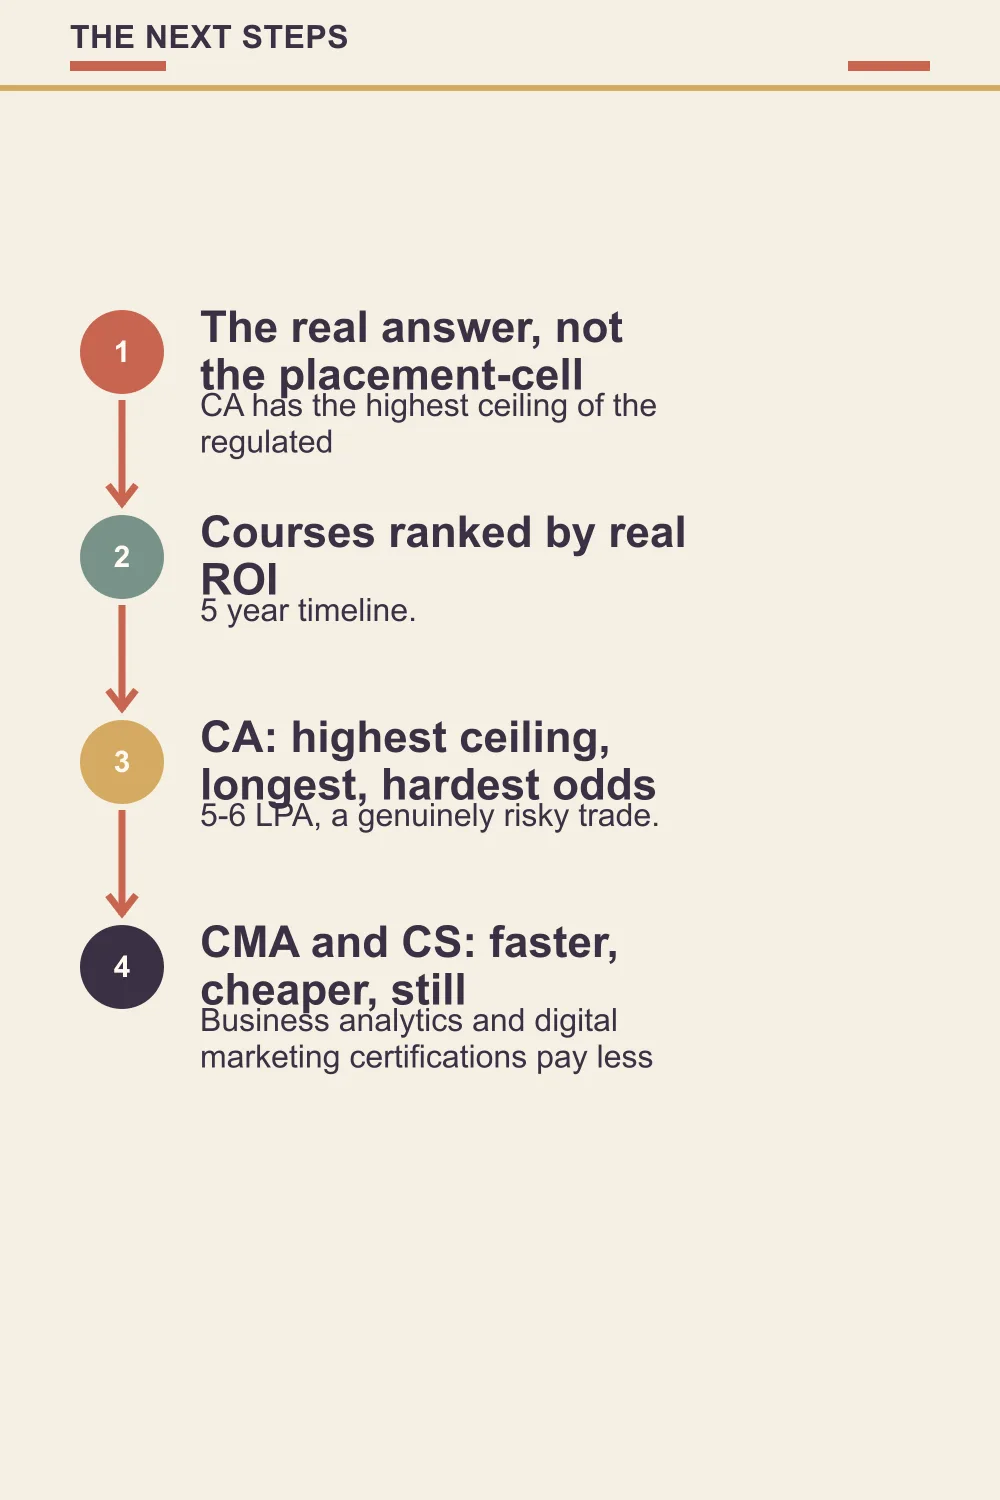 THE NEXT STEPS
1
The real answer, not
the placement-cell
CA has the highest ceiling of the
regulated
2
Courses ranked by real
ROI
5 year timeline.
3
CA: highest ceiling,
longest, hardest odds
5-6 LPA, a genuinely risky trade.
4
CMA and CS: faster,
cheaper, still
Business analytics and digital
marketing certifications pay less